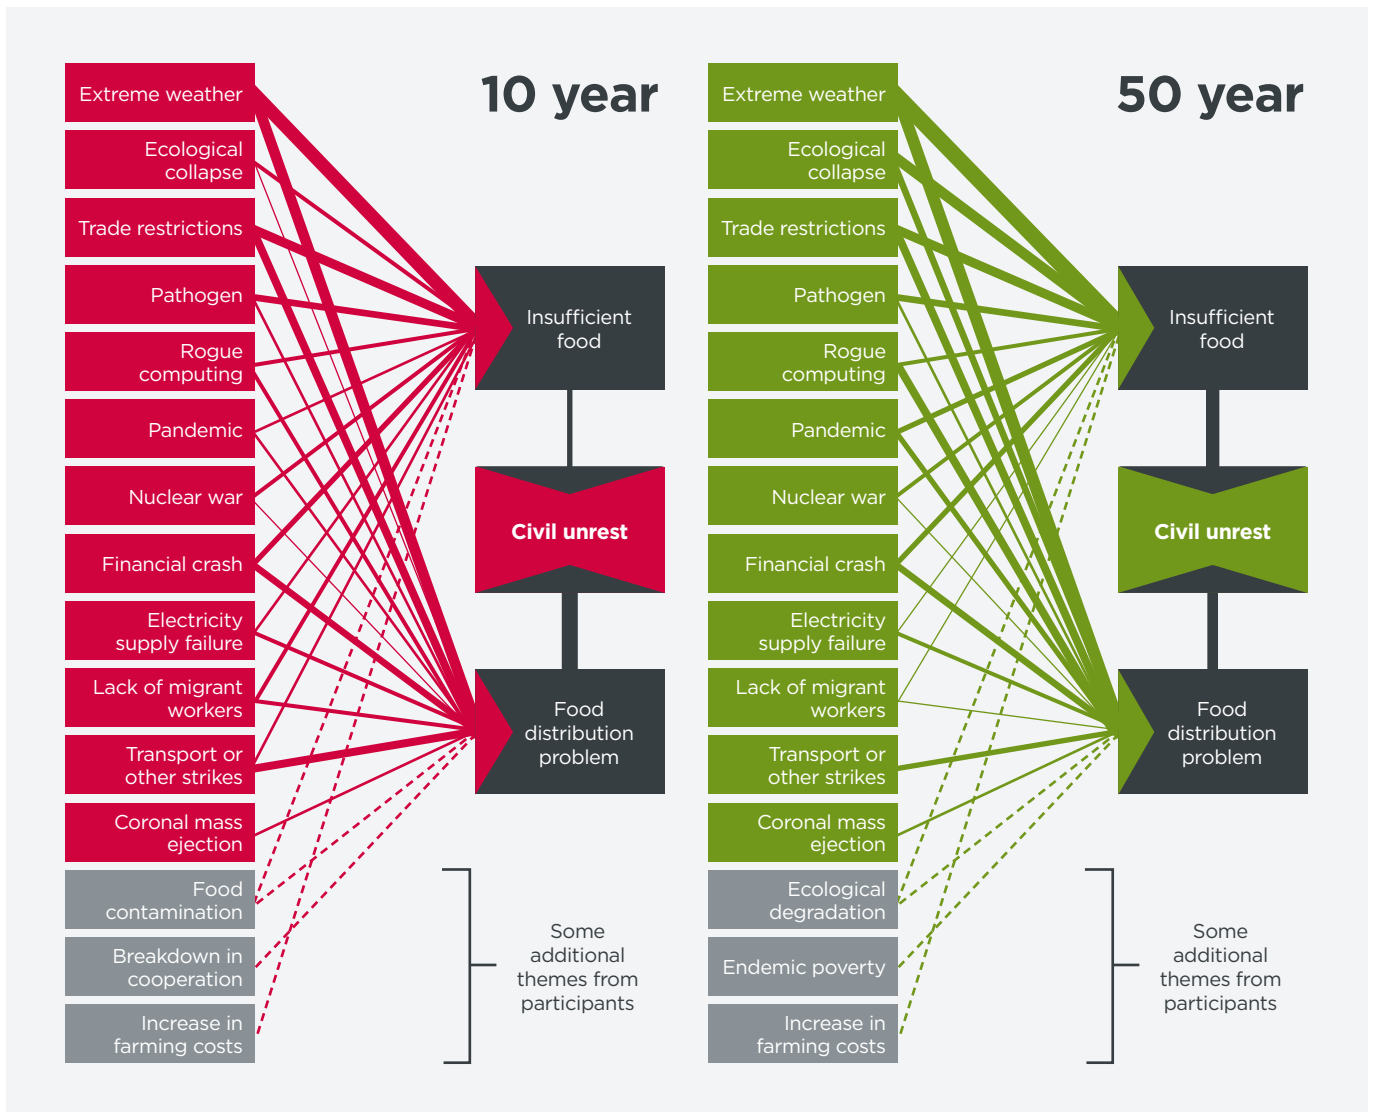 10 year
Extreme weather
Ecological
collapse
Trade restrictions
Pathogen
Rogue
computing
Pandemic
Nuclear war
Financial crash
Electricity
supply failure
Lack of migrant
workers
Transport or
other strikes
Coronal mass
ejection
Food
contamination
Breakdown in
cooperation
Increase in
farming costs
Insufficient
food
Civil unrest
Food
distribution
problem
Some
additional
themes from
participants
50 year
Extreme weather
Ecological
collapse
Trade restrictions
Pathogen
Rogue
computing
Pandemic
Nuclear war
Financial crash
Electricity
supply failure
Lack of migrant
workers
Transport or
other strikes
Coronal mass
ejection
Ecological
degradation
Endemic poverty
Increase in
farming costs
Insufficient
food
Civil unrest
Food
distribution
problem
Some
additional
themes from
participants